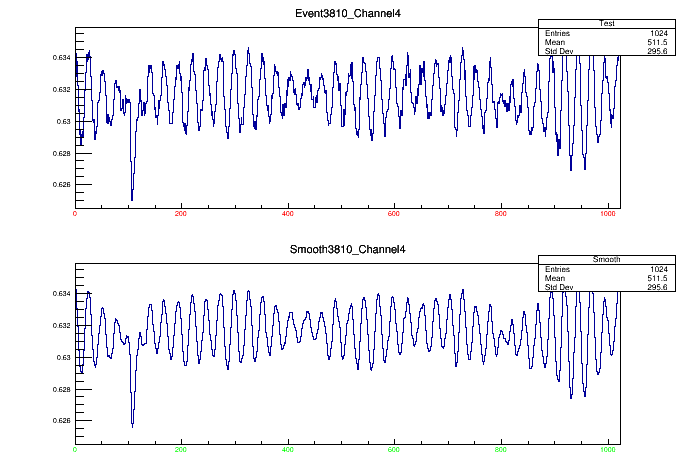 Event3810_Channel4
Test
Entries 1024
Mean 511.5
Std Dev 295.6
0.634
0.632
0.63
0.628
0.626
0 200 400 600 800 1000
Smooth3810_Channel4
Smooth
Entries 1024
Mean 511.5
Std Dev 295.6
0.634
0.632
0.63
0.628
0.626
0 200 400 600 800 1000